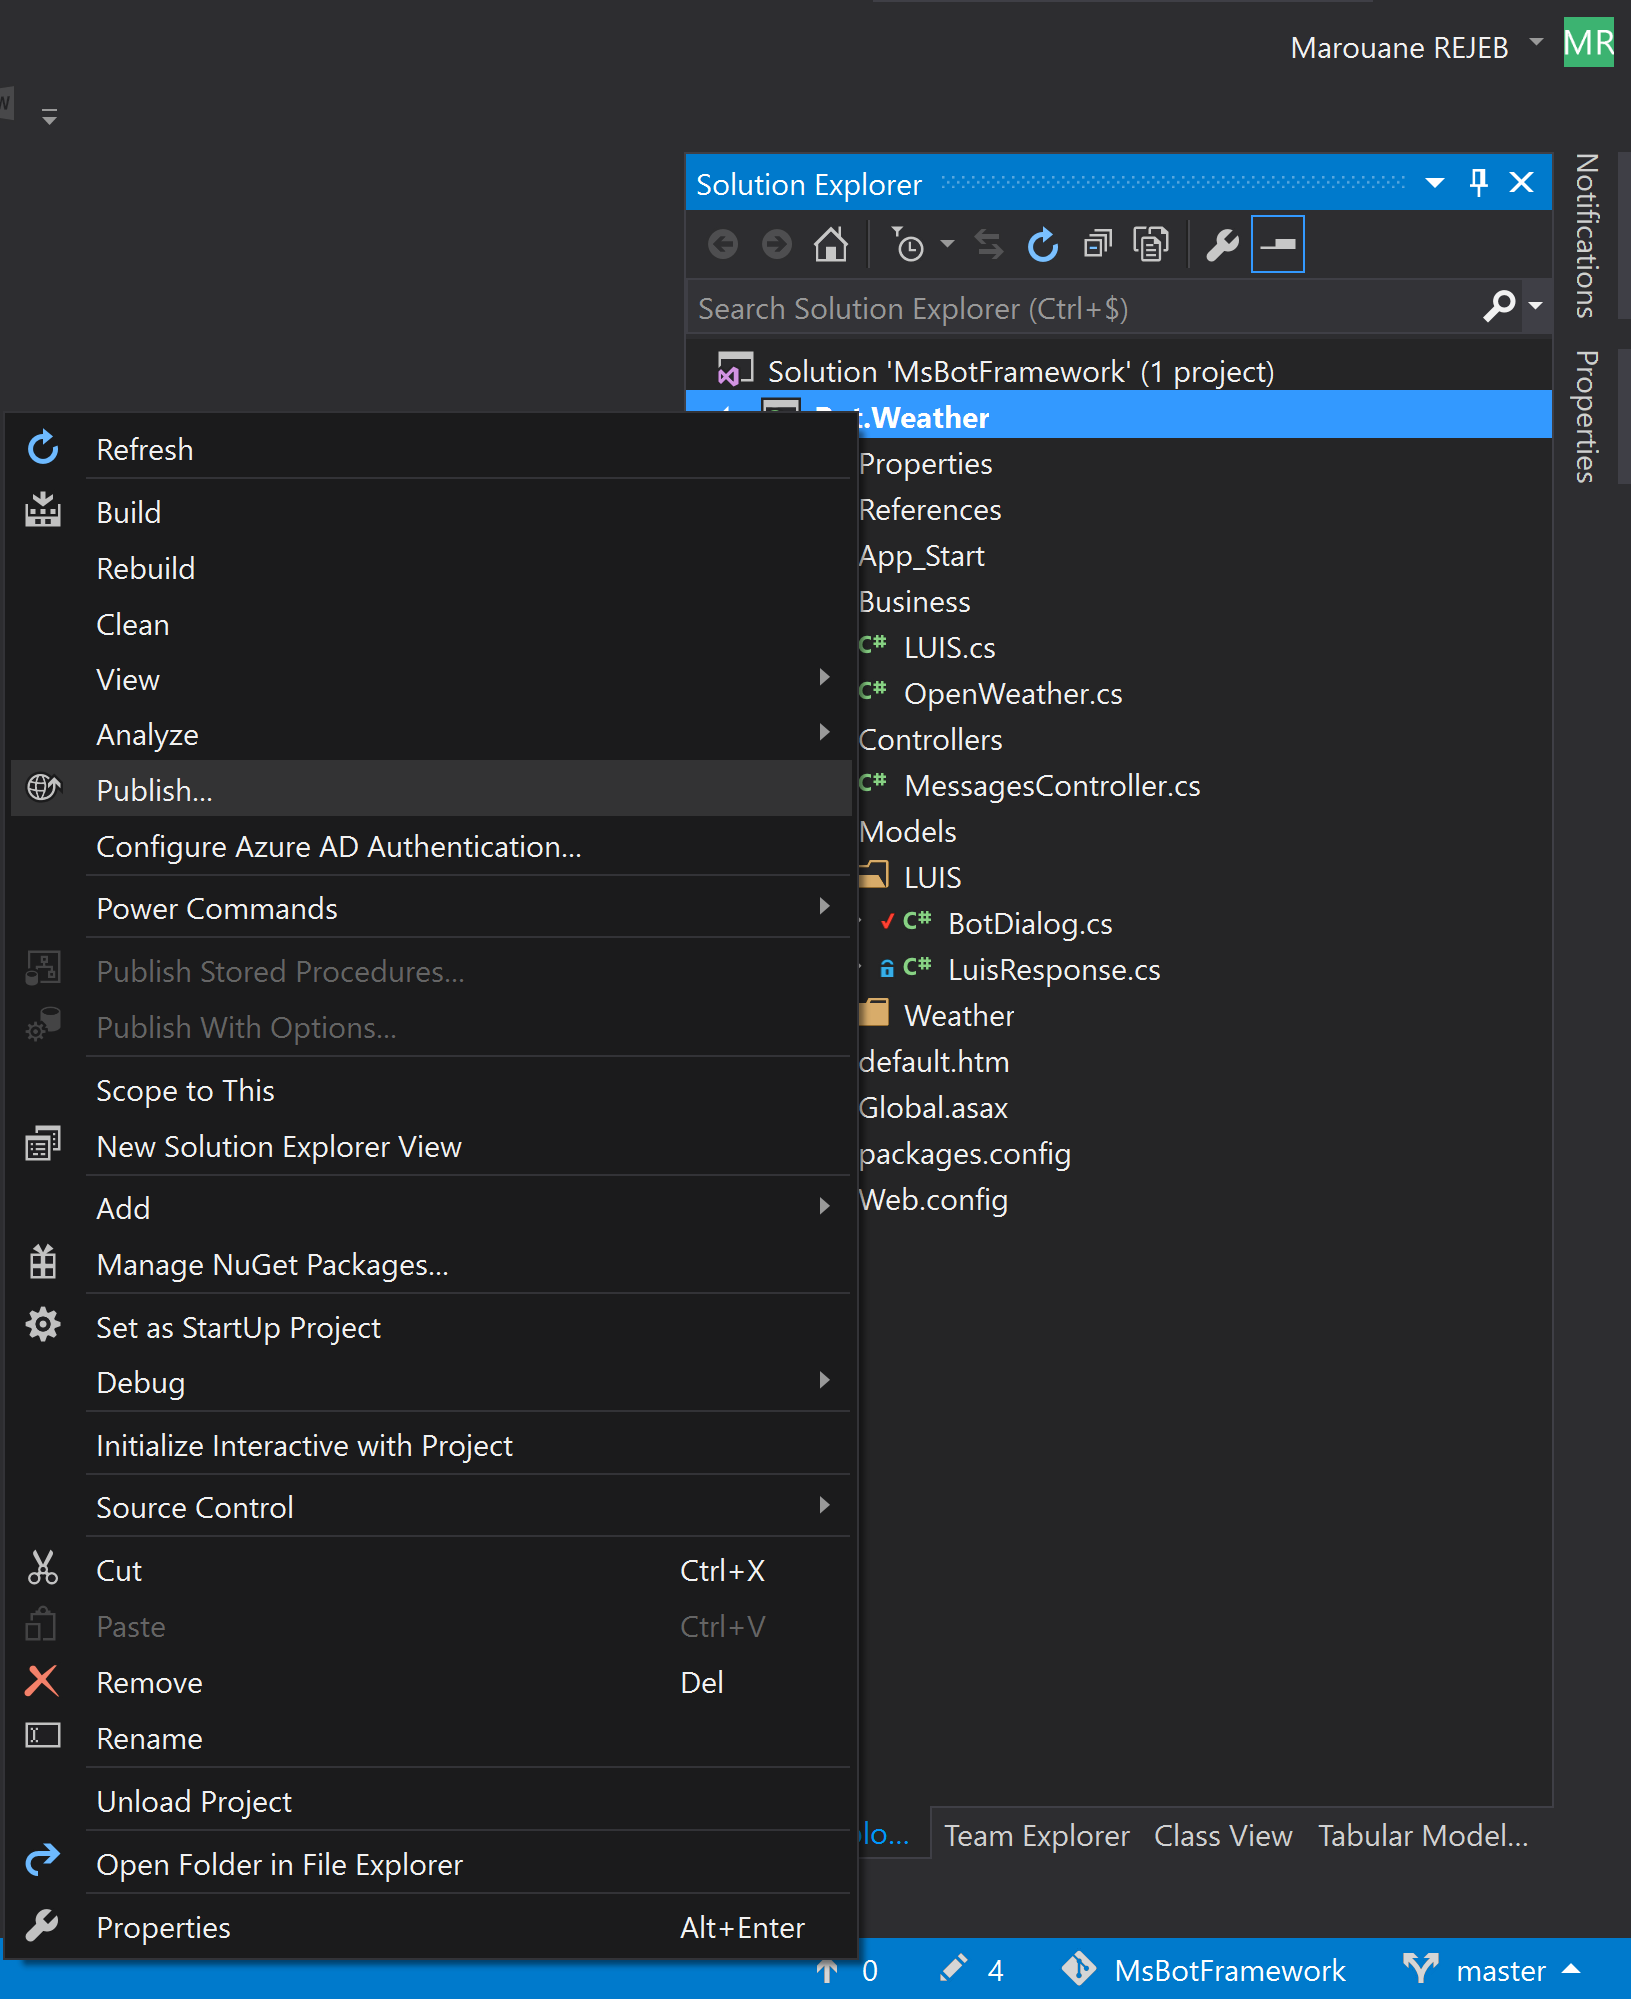 Marouane REJEB
MR
Solution Explorer
Search Solution Explorer (Ctrl+$)
Solution 'MsBotFramework' (1 project)
.Weather
Properties
References
App_Start
Business
C# LUIS.cs
C# OpenWeather.cs
Controllers
C# MessagesController.cs
Models
LUIS
C# BotDialog.cs
C# LuisResponse.cs
Weather
default.htm
Global.asax
packages.config
Web.config
Notifications
Properties
Refresh
Build
Rebuild
Clean
View
Analyze
Publish...
Configure Azure AD Authentication...
Power Commands
Publish Stored Procedures...
Publish With Options...
Scope to This
New Solution Explorer View
Add
Manage NuGet Packages...
Set as StartUp Project
Debug
Initialize Interactive with Project
Source Control
Cut Ctrl+X
Paste Ctrl+V
Remove Del
Rename
Unload Project
Open Folder in File Explorer
Properties Alt+Enter
lo... Team Explorer Class View Tabular Model...
0 4 MsBotFramework master